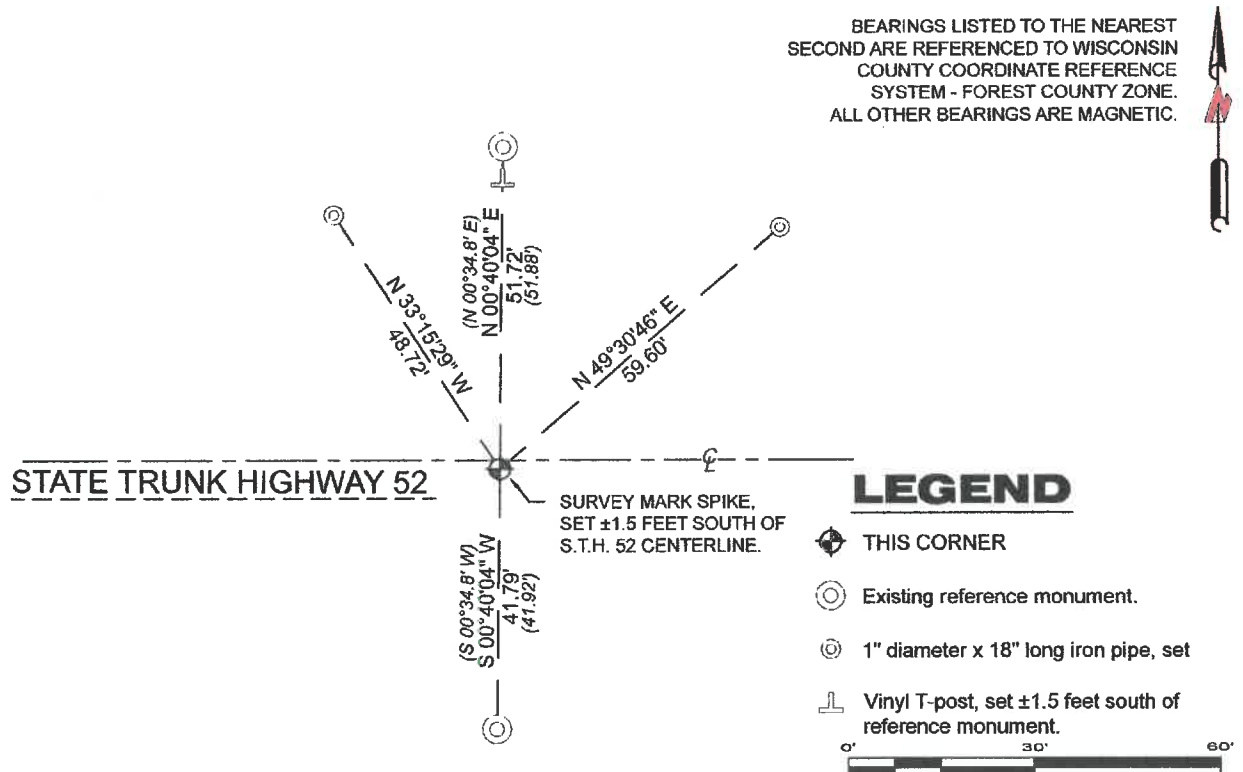 BEARINGS LISTED TO THE NEAREST
SECOND ARE REFERENCED TO WISCONSIN
COUNTY COORDINATE REFERENCE
SYSTEM - FOREST COUNTY ZONE.
ALL OTHER BEARINGS ARE MAGNETIC.
N
(N 00°34.8' E)
N 00°40'04" E
51.72'
(51.88')
N 33°15'29" W
48.72'
N 49°30'46" E
59.60'
STATE TRUNK HIGHWAY 52
℄
SURVEY MARK SPIKE,
SET ±1.5 FEET SOUTH OF
S.T.H. 52 CENTERLINE.
(S 00°34.8' W)
S 00°40'04" W
41.79'
(41.92')
LEGEND
THIS CORNER
Existing reference monument.
1" diameter x 18" long iron pipe, set
Vinyl T-post, set ±1.5 feet south of
reference monument.
0' 30' 60'